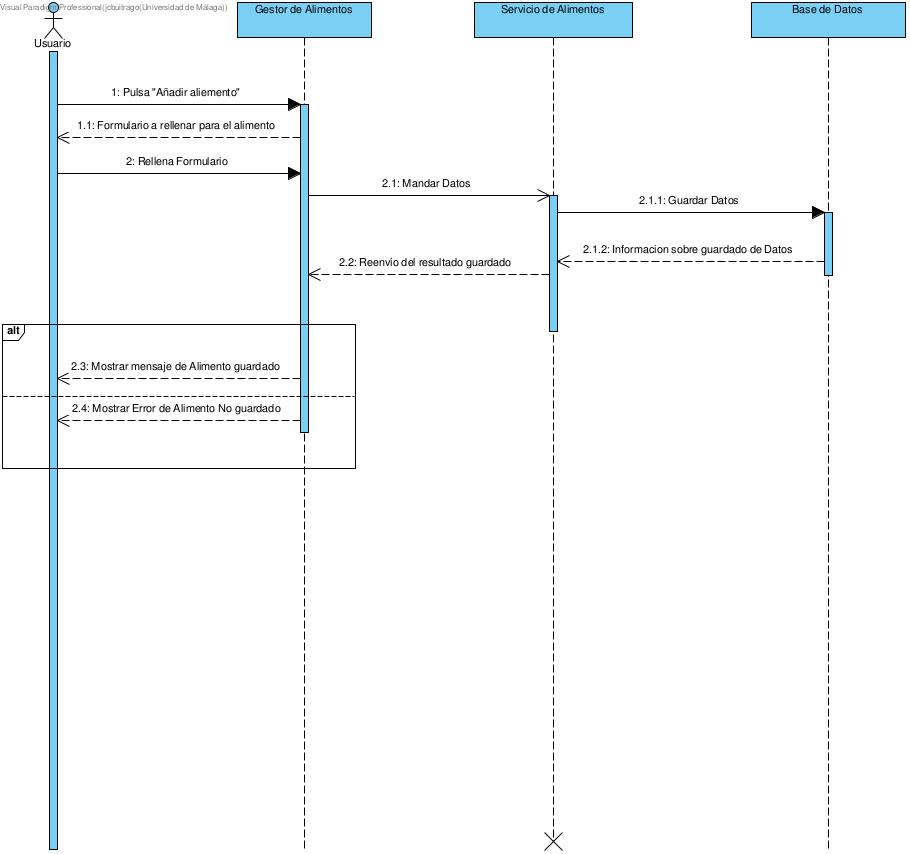 Visual Paradigm Professional(jcbuitrago(Universidad de Málaga))
Usuario
Gestor de Alimentos
Servicio de Alimentos
Base de Datos
1: Pulsa "Añadir aliemento"
1.1: Formulario a rellenar para el alimento
2: Rellena Formulario
2.1: Mandar Datos
2.1.1: Guardar Datos
2.1.2: Informacion sobre guardado de Datos
2.2: Reenvio del resultado guardado
alt
2.3: Mostrar mensaje de Alimento guardado
2.4: Mostrar Error de Alimento No guardado